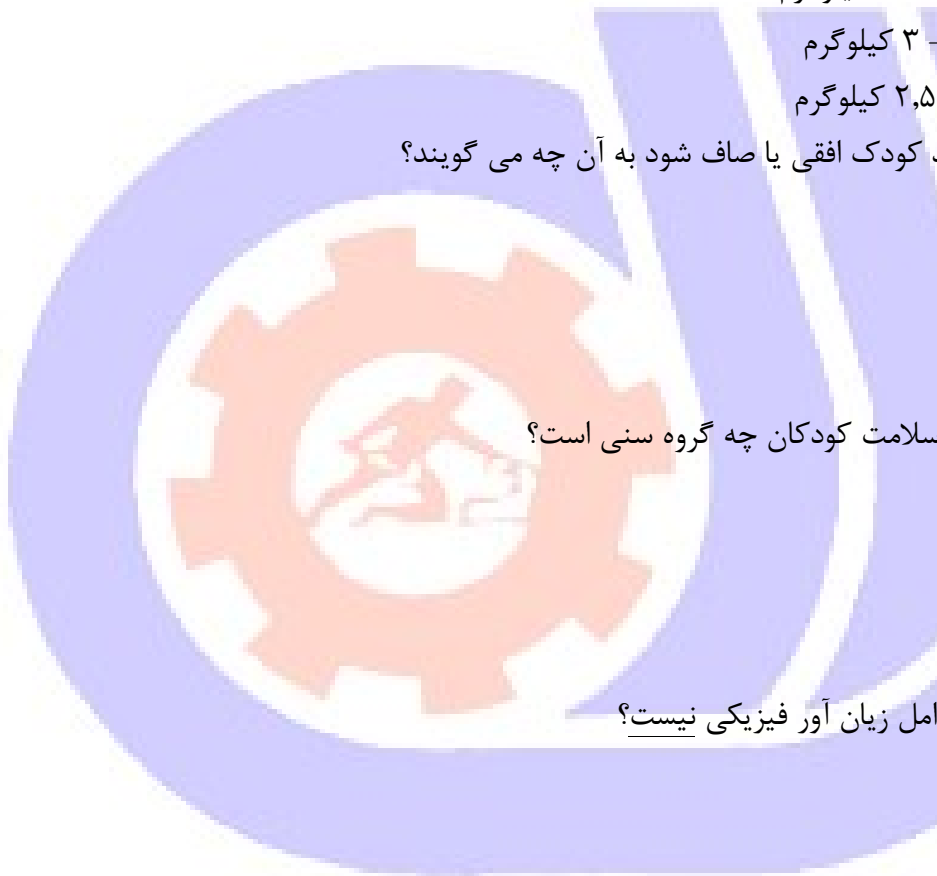 - ۳ کیلوگرم
۲,۵ کیلوگرم
کودک افقی یا صاف شود به آن چه می گویند؟
سلامت کودکان چه گروه سنی است؟
زیان آور فیزیکی نیست؟